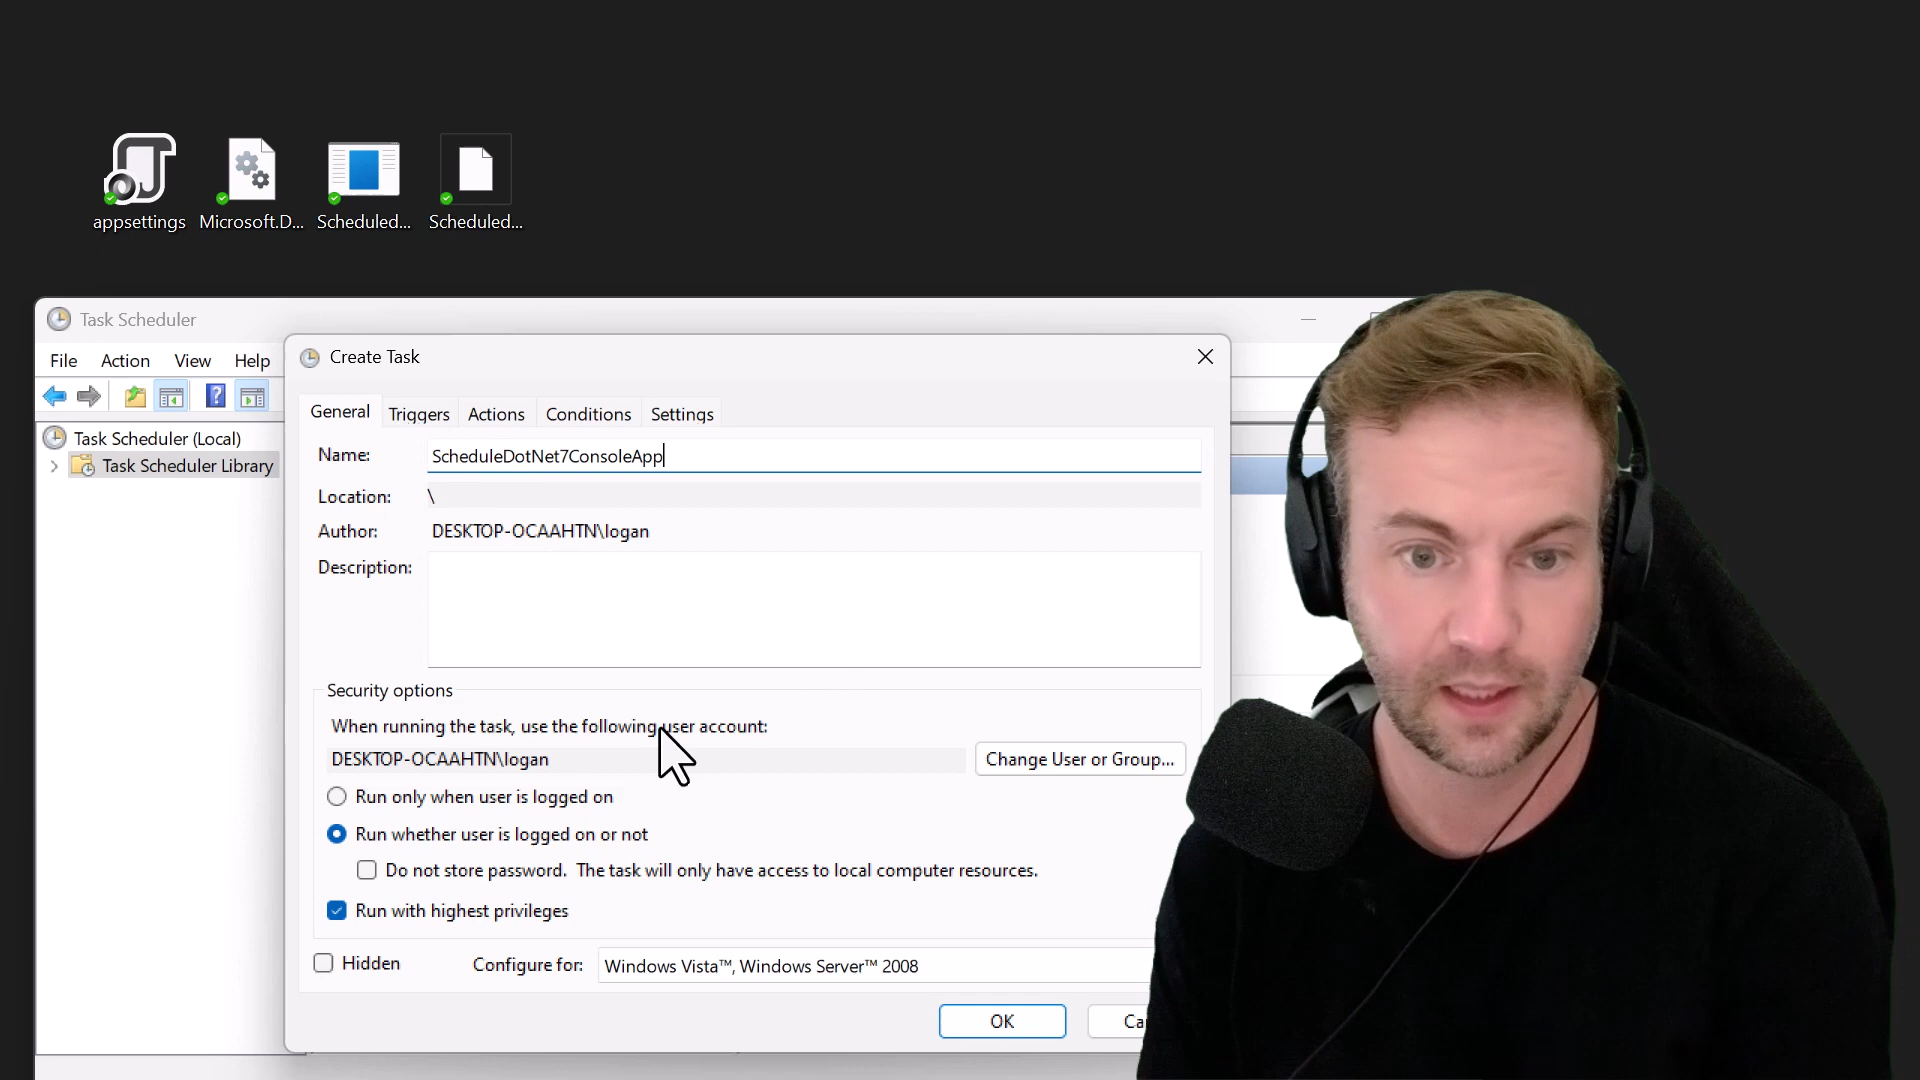 appsettings
Microsoft.D...
Scheduled...
Scheduled...
Task Scheduler
File
Action
View
Help
Task Scheduler (Local)
Task Scheduler Library
Create Task
General
Triggers
Actions
Conditions
Settings
Name:
ScheduleDotNet7ConsoleApp
Location:
\
Author:
DESKTOP-OCAAHTN\logan
Description:
Security options
When running the task, use the following user account:
DESKTOP-OCAAHTN\logan
Change User or Group...
Run only when user is logged on
Run whether user is logged on or not
Do not store password. The task will only have access to local computer resources.
Run with highest privileges
Hidden
Configure for:
Windows Vista™, Windows Server™ 2008
OK
Ca